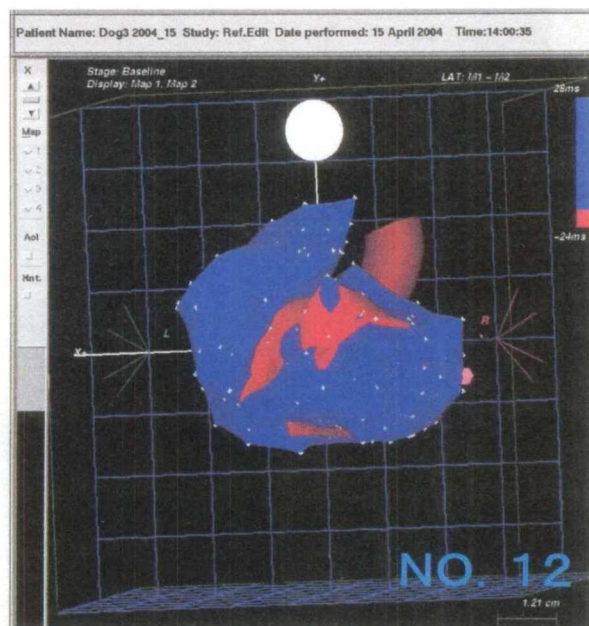 Patient Name: Dog3 2004_15 Study: Ref.Edit Date performed: 15 April 2004 Time:14:00:35
X
Stage: Baseline
Display: Map 1, Map 2
Y+
LAT: M1 - M2
28ms
Map
1
2
3
4
-24ms
AoI
L
R
X+
NO. 12
1.21 cm